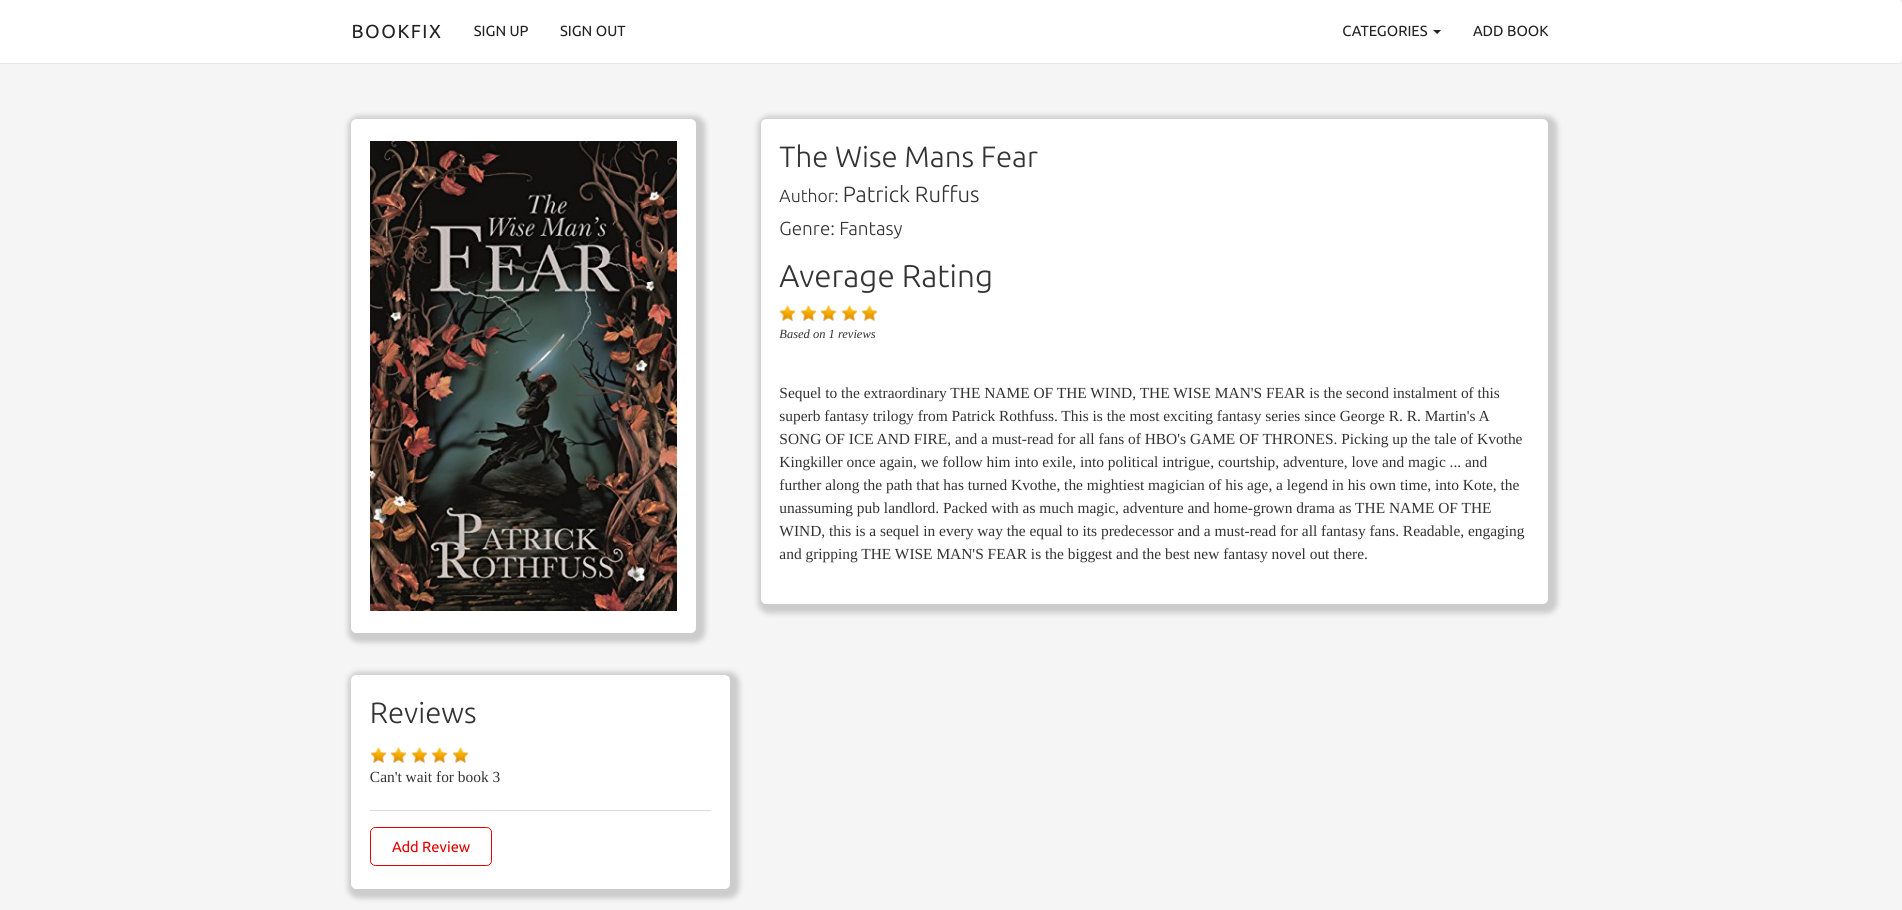 BOOKFIX SIGN UP SIGN OUT CATEGORIES ADD BOOK
The
Wise Man's
FEAR
PATRICK
ROTHFUSS
The Wise Mans Fear
Author: Patrick Ruffus
Genre: Fantasy
Average Rating
Based on 1 reviews
Sequel to the extraordinary THE NAME OF THE WIND, THE WISE MAN'S FEAR is the second instalment of this
superb fantasy trilogy from Patrick Rothfuss. This is the most exciting fantasy series since George R. R. Martin's A
SONG OF ICE AND FIRE, and a must-read for all fans of HBO's GAME OF THRONES. Picking up the tale of Kvothe
Kingkiller once again, we follow him into exile, into political intrigue, courtship, adventure, love and magic ... and
further along the path that has turned Kvothe, the mightiest magician of his age, a legend in his own time, into Kote, the
unassuming pub landlord. Packed with as much magic, adventure and home-grown drama as THE NAME OF THE
WIND, this is a sequel in every way the equal to its predecessor and a must-read for all fantasy fans. Readable, engaging
and gripping THE WISE MAN'S FEAR is the biggest and the best new fantasy novel out there.
Reviews
Can't wait for book 3
Add Review